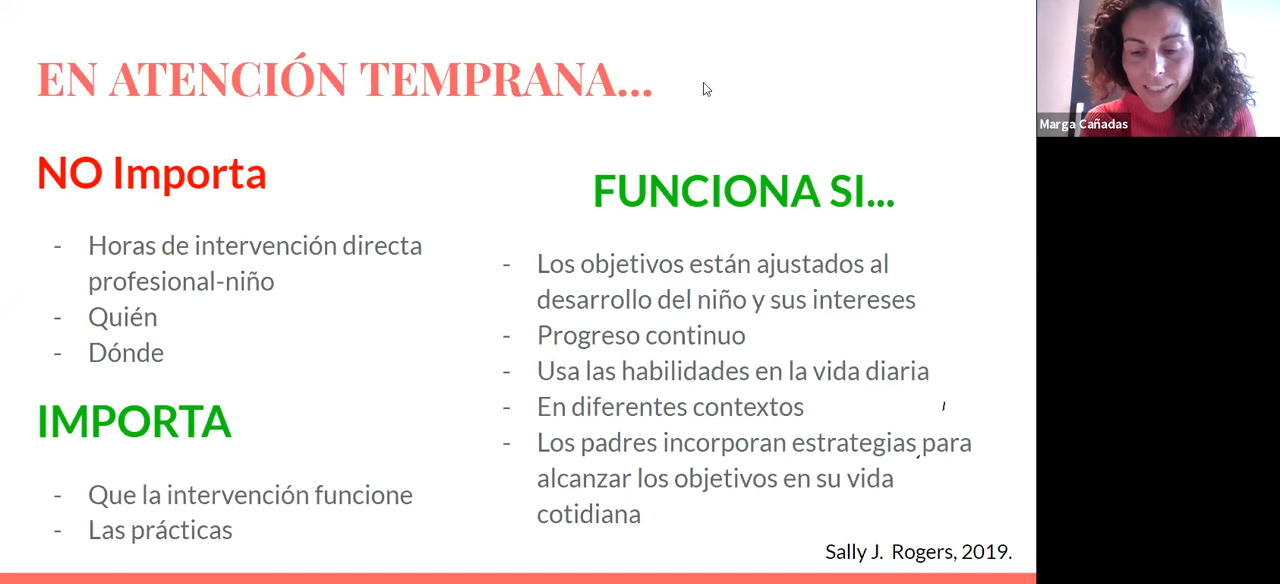 EN ATENCIÓN TEMPRANA...
NO Importa
- Horas de intervención directa
profesional-niño
- Quién
- Dónde
IMPORTA
- Que la intervención funcione
- Las prácticas
FUNCIONA SI...
- Los objetivos están ajustados al
desarrollo del niño y sus intereses
- Progreso continuo
- Usa las habilidades en la vida diaria
- En diferentes contextos
- Los padres incorporan estrategias para
alcanzar los objetivos en su vida
cotidiana
Sally J. Rogers, 2019.
Marga Cañadas